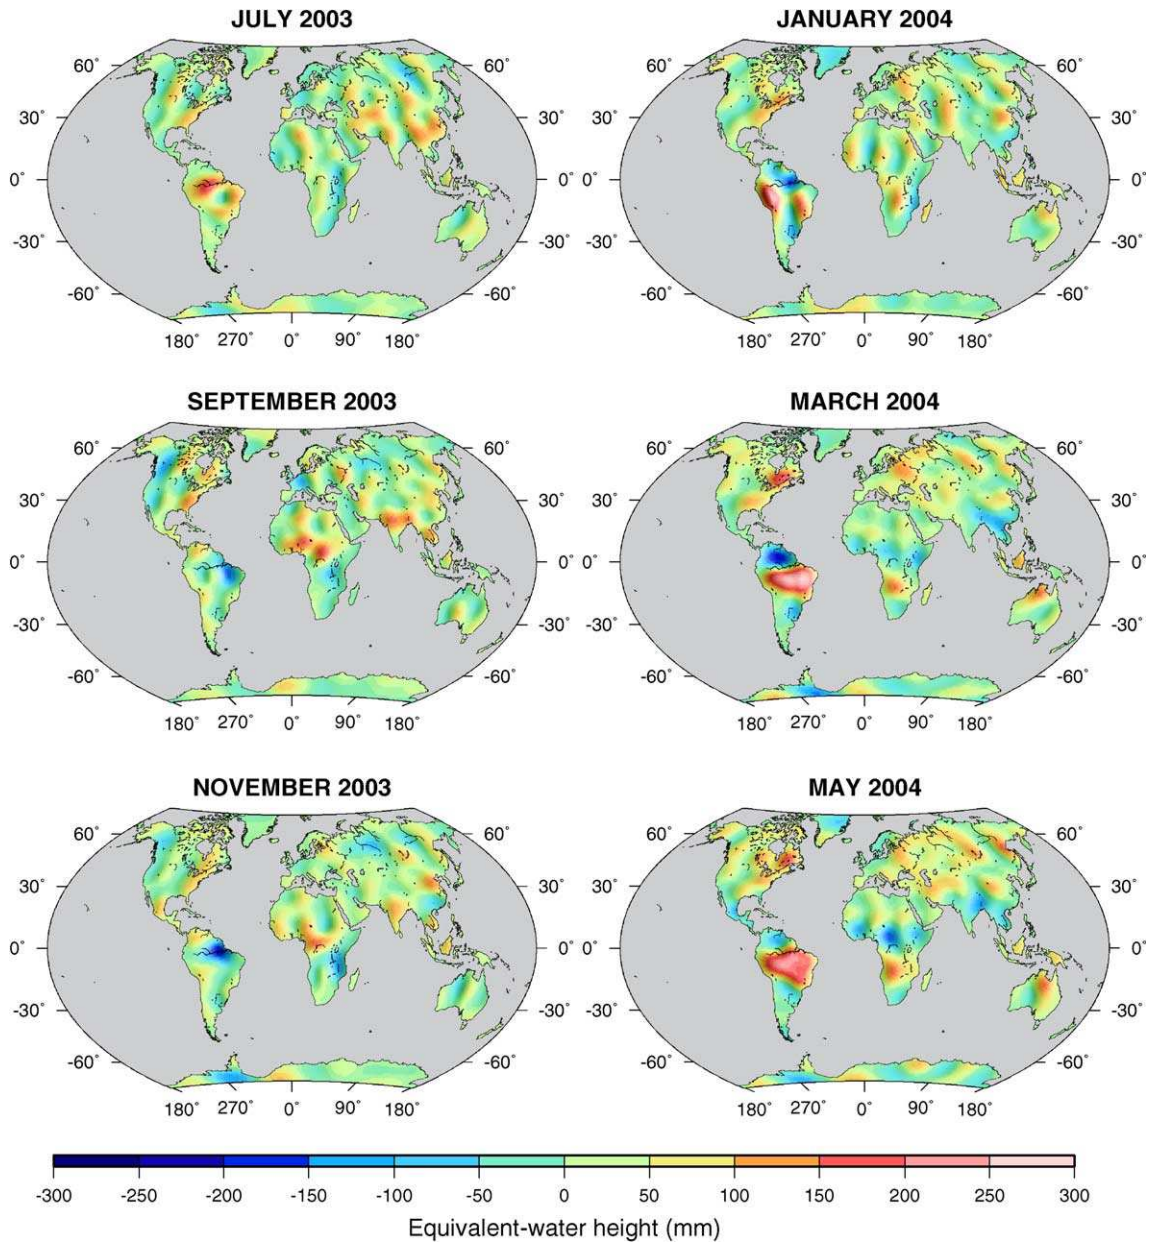 JULY 2003
JANUARY 2004
60° 60° 60° 60°
30° 30° 30° 30°
0° 0° 0° 0°
-30° -30° -30° -30°
-60° -60° -60° -60°
180° 270° 0° 90° 180° 180° 270° 0° 90° 180°
SEPTEMBER 2003
MARCH 2004
60° 60° 60° 60°
30° 30° 30° 30°
0° 0° 0° 0°
-30° -30° -30° -30°
-60° -60° -60° -60°
180° 270° 0° 90° 180° 180° 270° 0° 90° 180°
NOVEMBER 2003
MAY 2004
60° 60° 60° 60°
30° 30° 30° 30°
0° 0° 0° 0°
-30° -30° -30° -30°
-60° -60° -60° -60°
180° 270° 0° 90° 180° 180° 270° 0° 90° 180°
-300 -250 -200 -150 -100 -50 0 50 100 150 200 250 300
Equivalent-water height (mm)